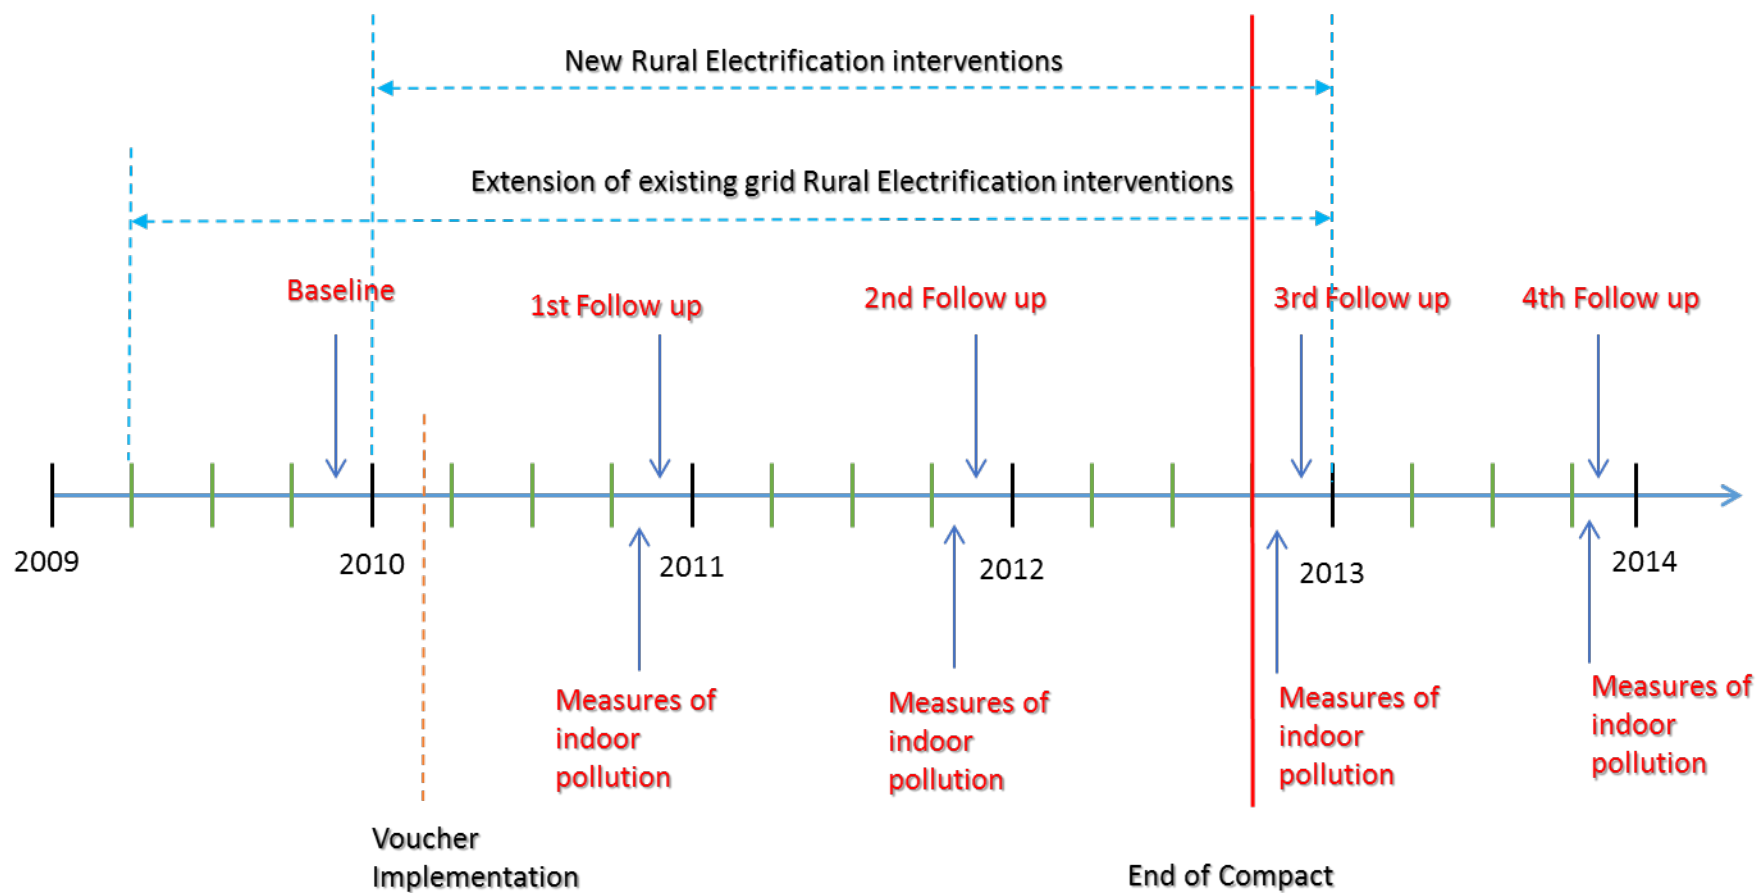 New Rural Electrification interventions
Extension of existing grid Rural Electrification interventions
Baseline
1st Follow up
2nd Follow up
3rd Follow up
4th Follow up
2009
2010
2011
2012
2013
2014
Measures of
indoor
pollution
Measures of
indoor
pollution
Measures of
indoor
pollution
Measures of
indoor
pollution
Voucher
Implementation
End of Compact